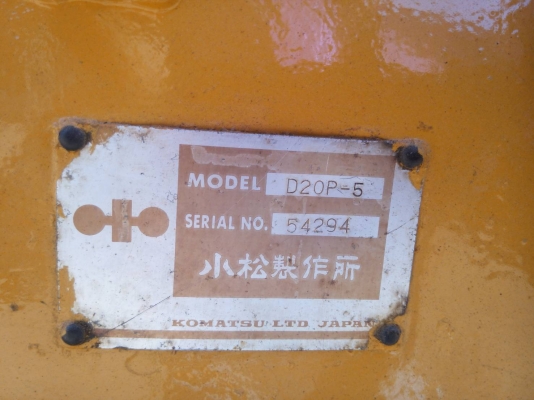 MODEL D20P-5
SERIAL NO. 54294
小松製作所
KOMATSU LTD. JAPAN